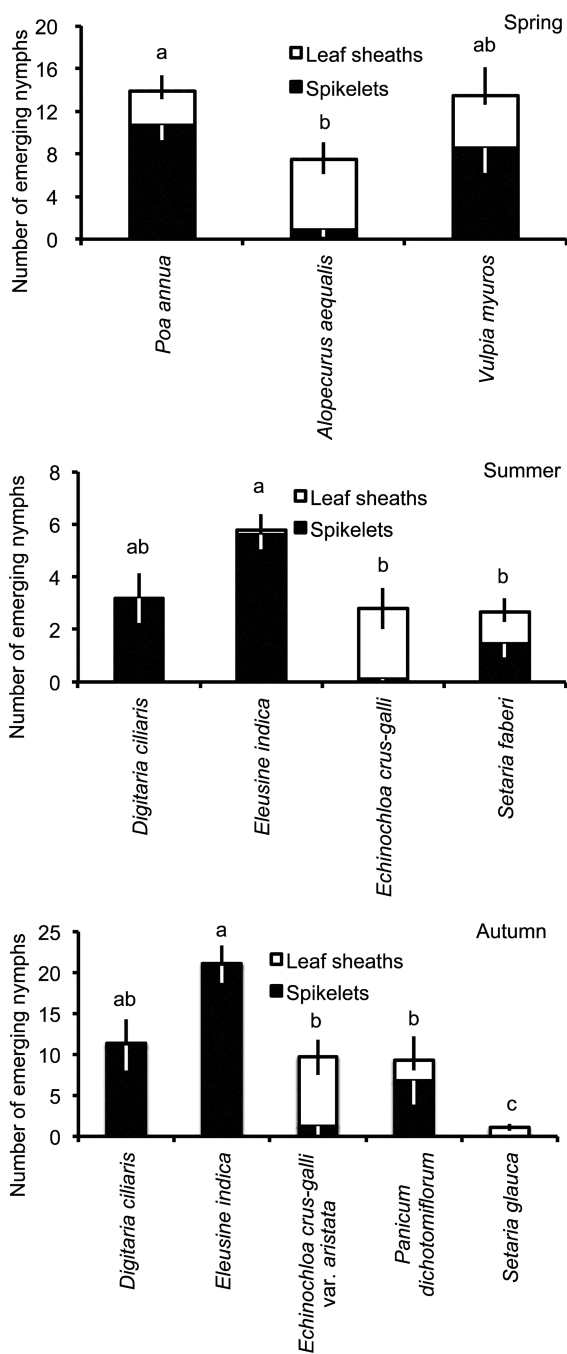 Spring
Number of emerging nymphs
20
16
12
8
4
0
a
b
ab
Leaf sheaths
Spikelets
Poa annua
Alopecurus aequalis
Vulpia myuros
Summer
Number of emerging nymphs
8
6
4
2
0
ab
a
b
b
Leaf sheaths
Spikelets
Digitaria ciliaris
Eleusine indica
Echinochloa crus-galli
Setaria faberi
Autumn
Number of emerging nymphs
25
20
15
10
5
0
ab
a
b
b
c
Leaf sheaths
Spikelets
Digitaria ciliaris
Eleusine indica
Echinochloa crus-galli
var. aristata
Panicum
dichotomiflorum
Setaria glauca